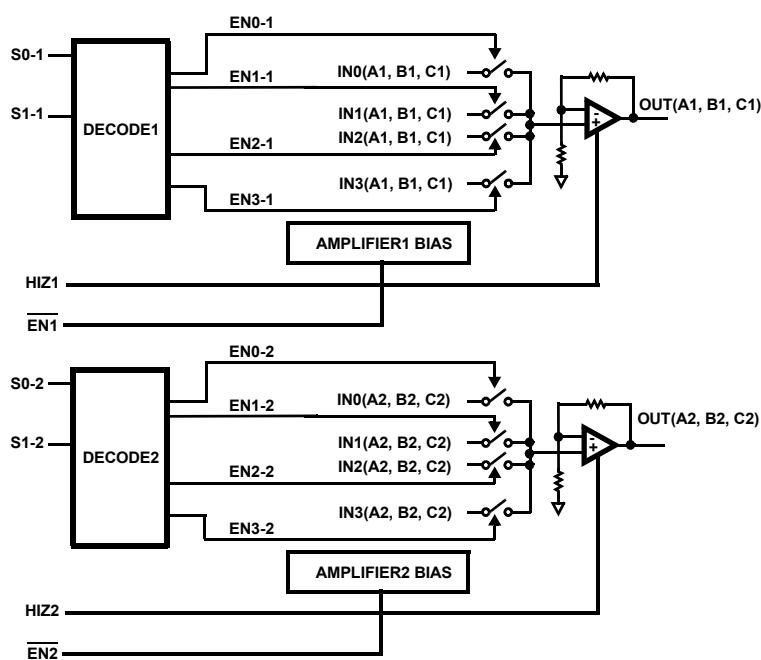 EN0-1
S0-1
EN1-1
IN0(A1, B1, C1)
S1-1
DECODE1
IN1(A1, B1, C1)
OUT(A1, B1, C1)
-
+
EN2-1
IN2(A1, B1, C1)
EN3-1
IN3(A1, B1, C1)
AMPLIFIER1 BIAS
HIZ1
EN1
EN0-2
S0-2
EN1-2
IN0(A2, B2, C2)
S1-2
DECODE2
IN1(A2, B2, C2)
OUT(A2, B2, C2)
-
+
EN2-2
IN2(A2, B2, C2)
EN3-2
IN3(A2, B2, C2)
AMPLIFIER2 BIAS
HIZ2
EN2